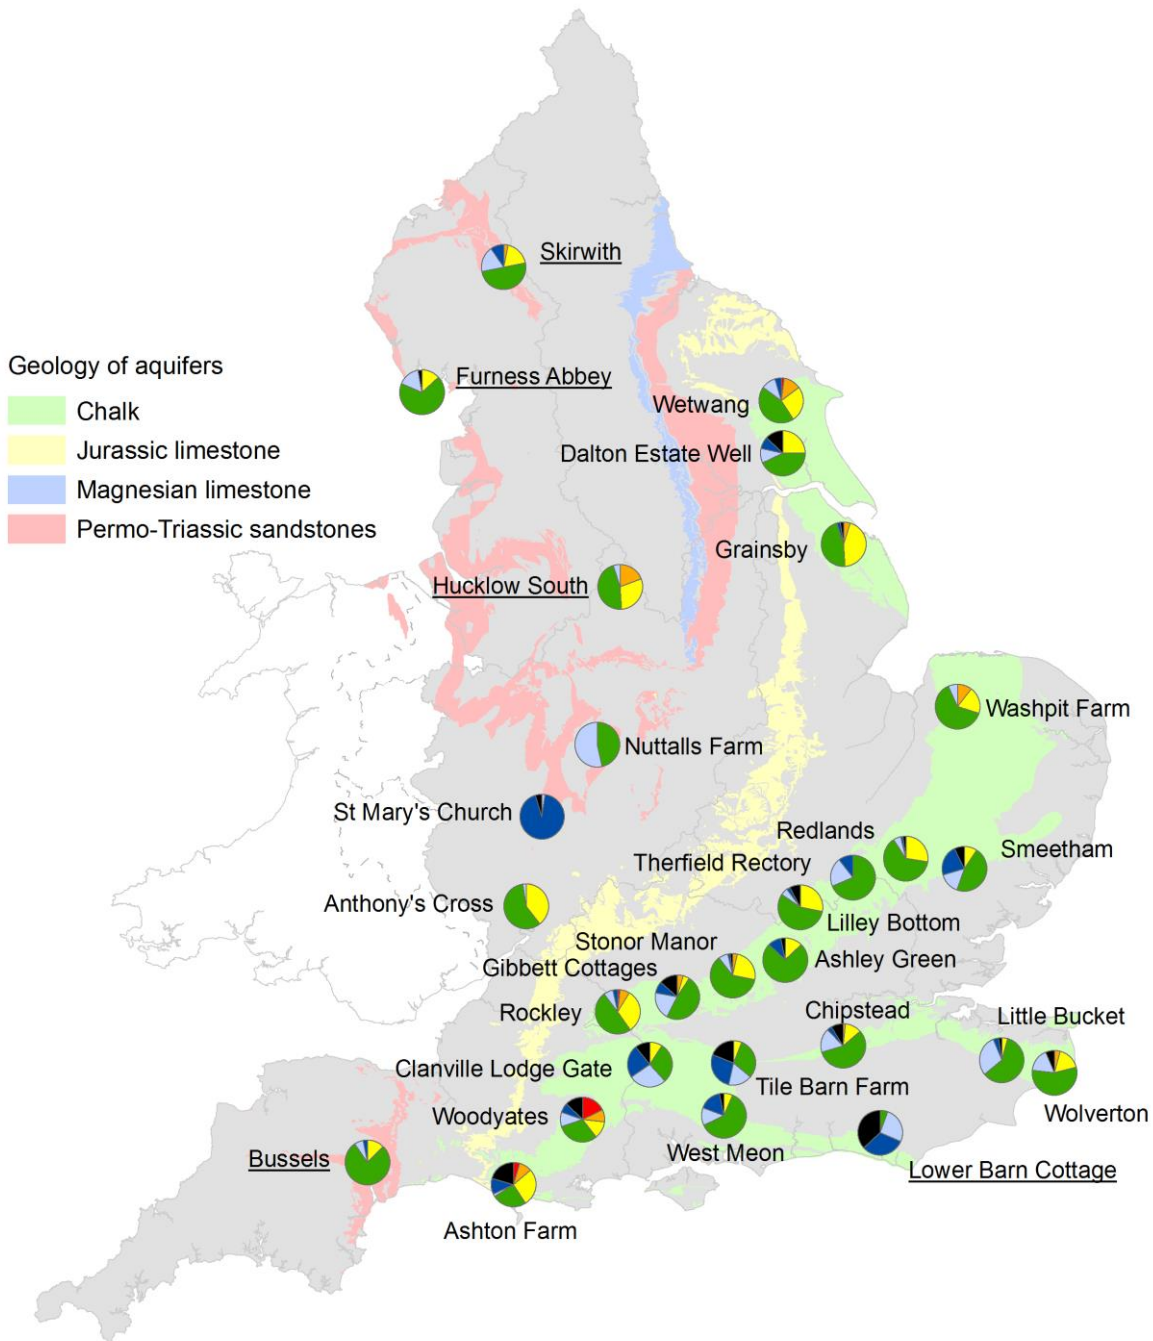 Skirwith
Geology of aquifers
Furness Abbey
Chalk
Wetwang
Jurassic limestone
Dalton Estate Well
Magnesian limestone
Permo-Triassic sandstones
Grainsby
Hucklow South
Washpit Farm
Nuttalls Farm
St Mary's Church
Redlands
Smeetham
Therfield Rectory
Anthony's Cross
Lilley Bottom
Stonor Manor
Ashley Green
Gibbett Cottages
Rockley
Chipstead
Little Bucket
Clanville Lodge Gate
Tile Barn Farm
Woodyates
Wolverton
West Meon
Bussels
Lower Barn Cottage
Ashton Farm